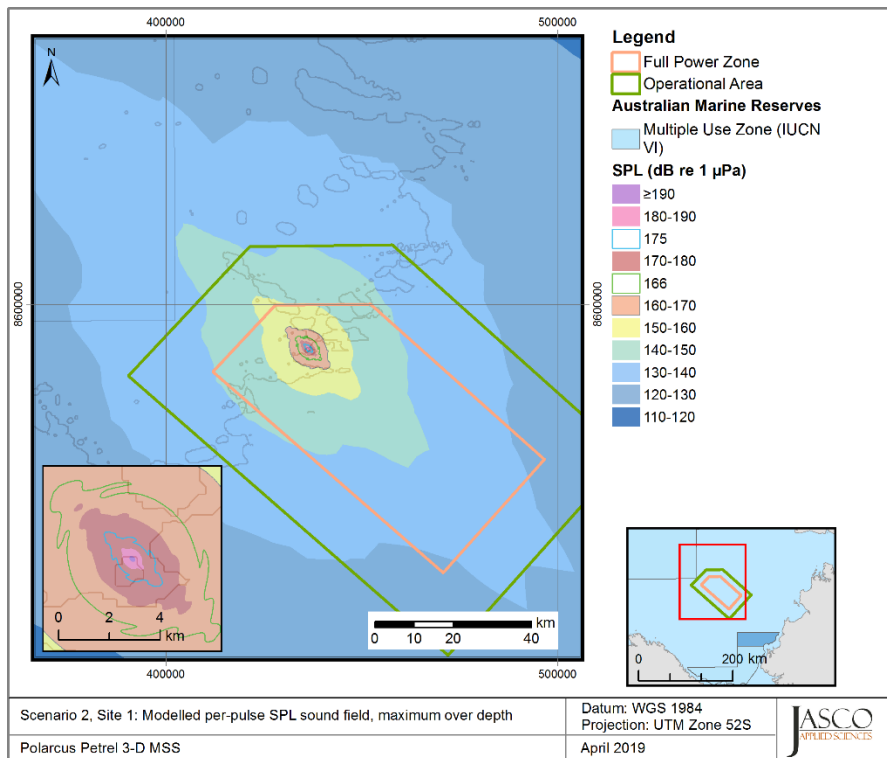 400000
500000
N
8600000
8600000
0
2
4
km
0
10
20
40
km
400000
500000
Legend
Full Power Zone
Operational Area
Australian Marine Reserves
Multiple Use Zone (IUCN
VI)
SPL (dB re 1 µPa)
≥190
180-190
175
170-180
166
160-170
150-160
140-150
130-140
120-130
110-120
0
200 km
Scenario 2, Site 1: Modelled per-pulse SPL sound field, maximum over depth
Polarcus Petrel 3-D MSS
Datum: WGS 1984
Projection: UTM Zone 52S
April 2019
JASCO
APPLIED SCIENCES